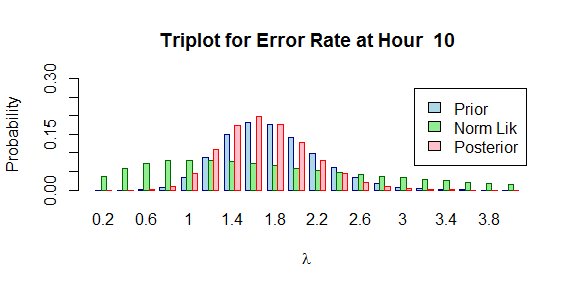 Triplot for Error Rate at Hour 10
Probability
0.30
0.15
0.00
Prior
Norm Lik
Posterior
0.2 0.6 1 1.4 1.8 2.2 2.6 3 3.4 3.8
λ